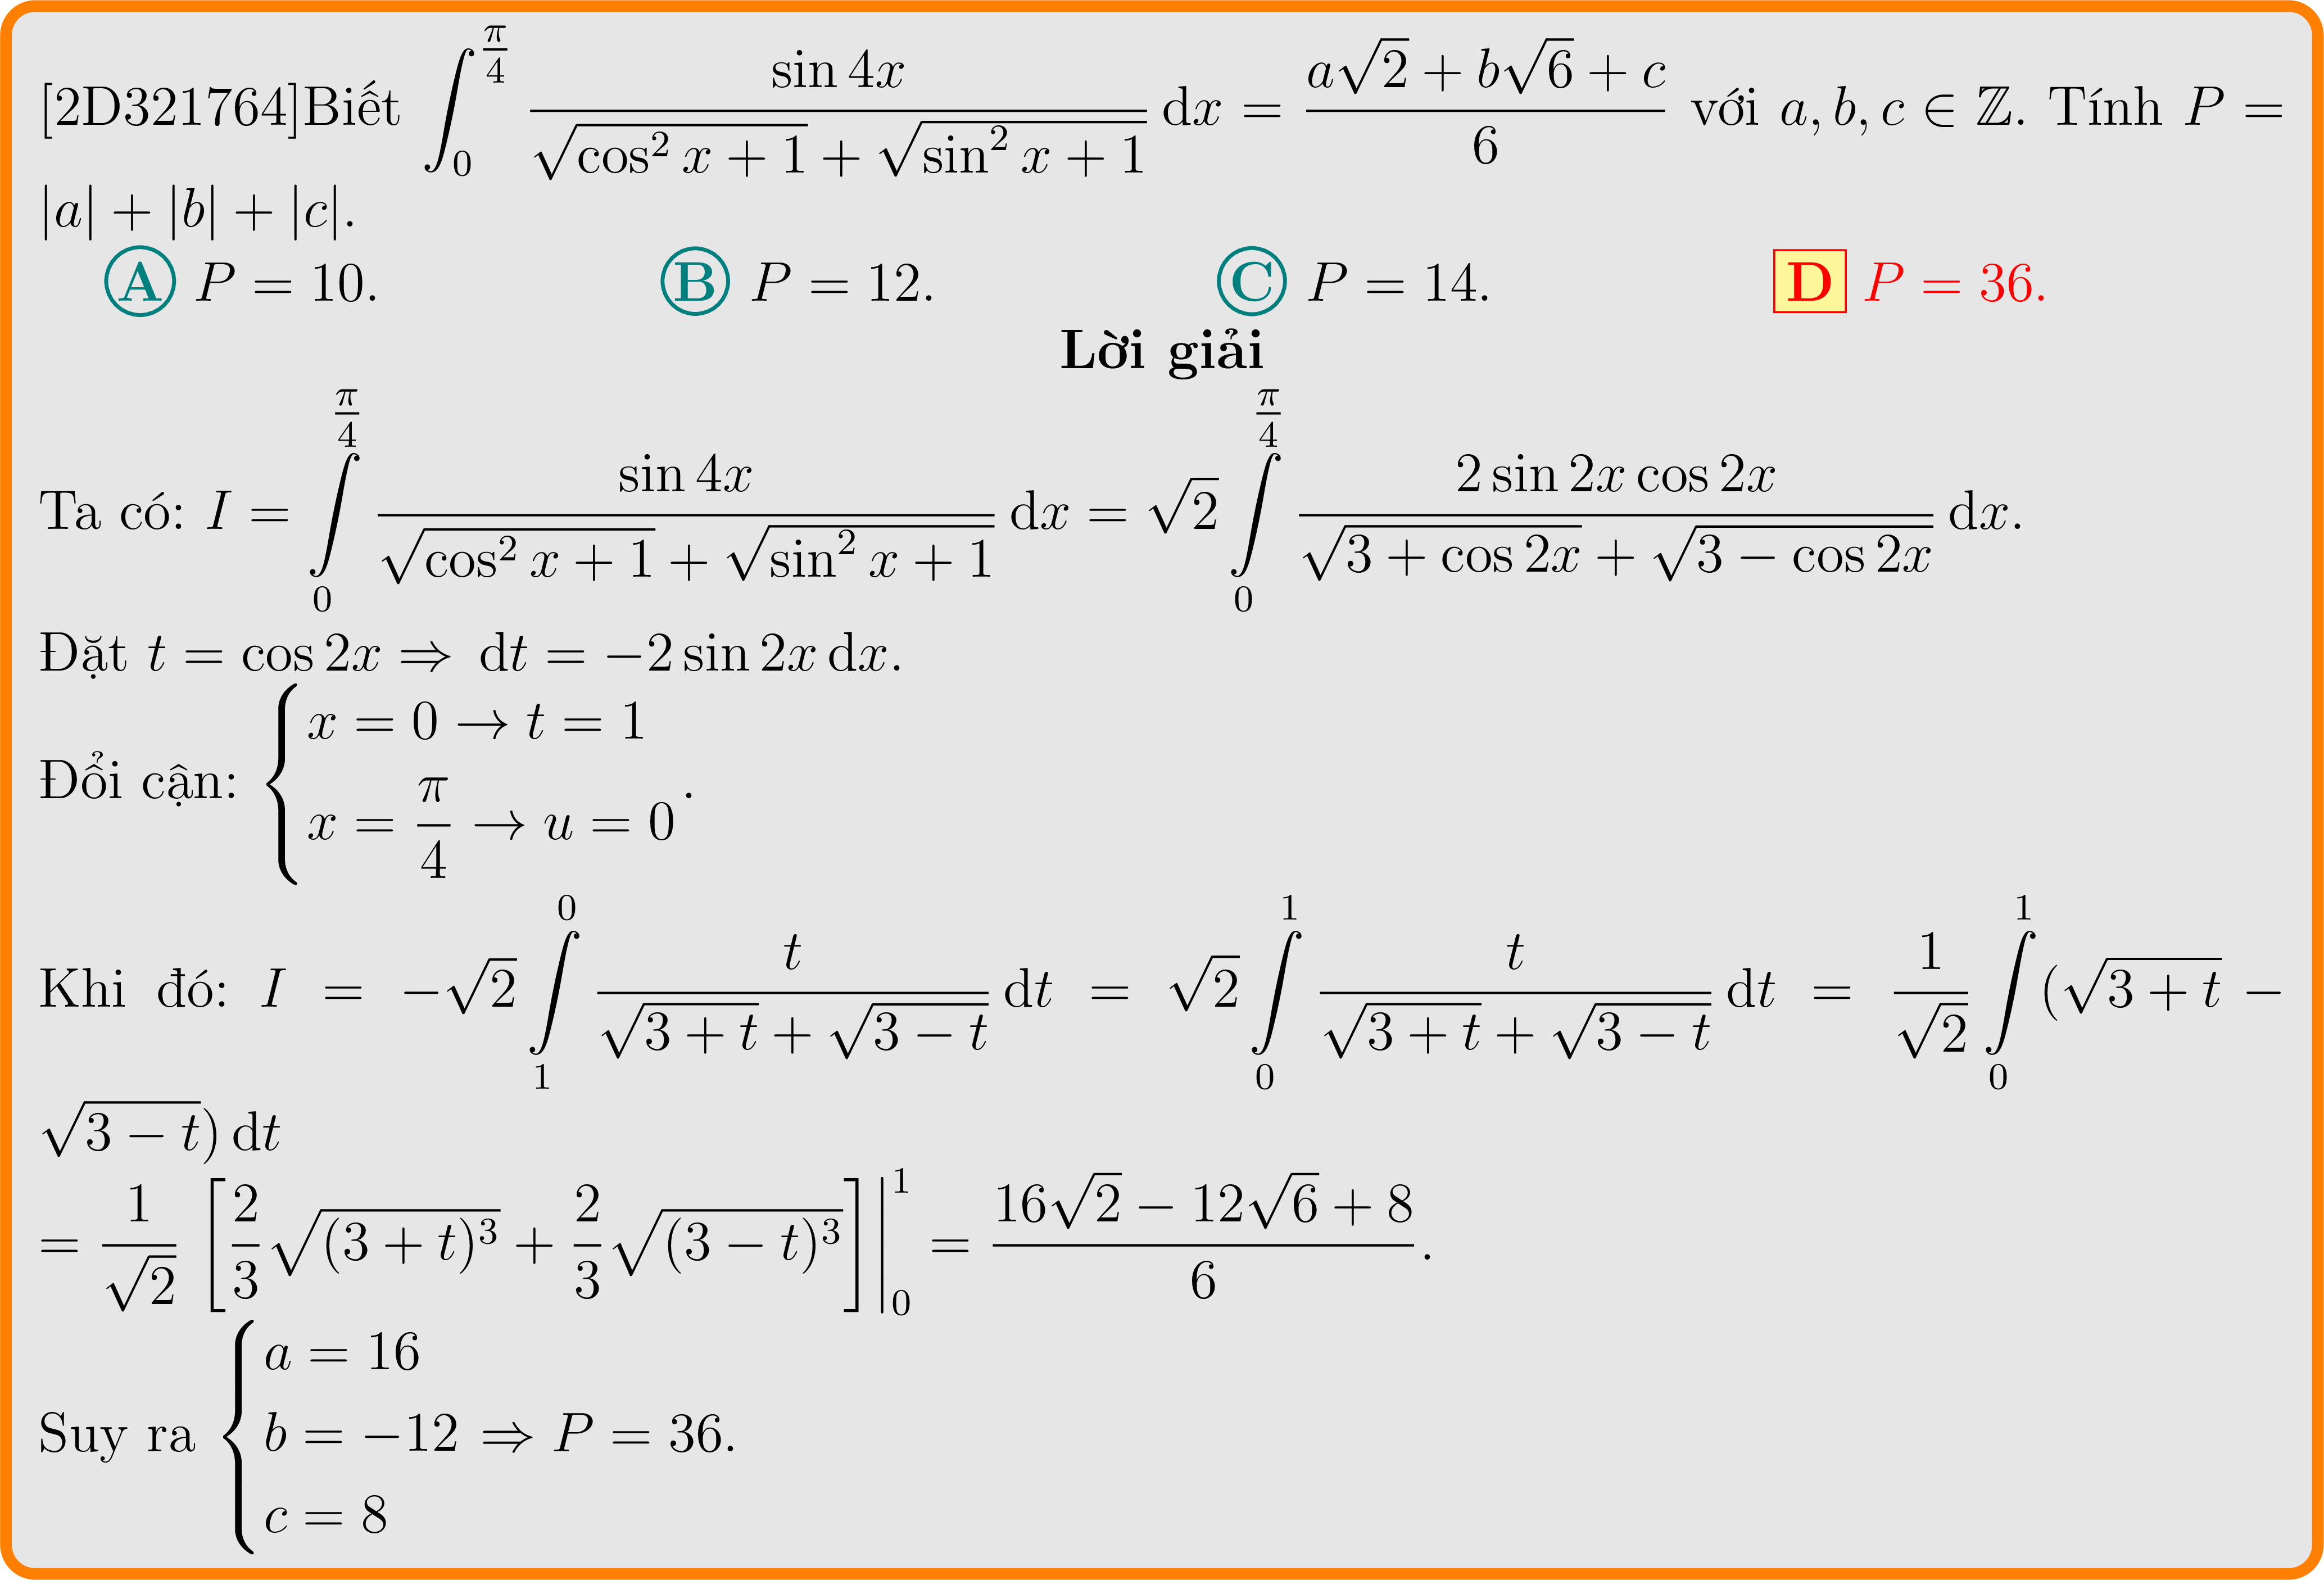 [2D321764]Biết $\int_0^{\frac{\pi}{4}} \frac{\sin 4x}{\sqrt{\cos^2 x + 1} + \sqrt{\sin^2 x + 1}} \, \mathrm{d}x = \frac{a\sqrt{2} + b\sqrt{6} + c}{6}$ với $a, b, c \in \mathbb{Z}$. Tính $P =$
$|a| + |b| + |c|$.
A $P = 10$. B $P = 12$. C $P = 14$. D $P = 36$.
Lời giải
Ta có: $I = \int\limits_0^{\frac{\pi}{4}} \frac{\sin 4x}{\sqrt{\cos^2 x + 1} + \sqrt{\sin^2 x + 1}} \, \mathrm{d}x = \sqrt{2} \int\limits_0^{\frac{\pi}{4}} \frac{2 \sin 2x \cos 2x}{\sqrt{3 + \cos 2x} + \sqrt{3 - \cos 2x}} \, \mathrm{d}x$.
Đặt $t = \cos 2x \Rightarrow \mathrm{d}t = -2 \sin 2x \, \mathrm{d}x$.
Đổi cận: $\begin{cases} x = 0 \to t = 1 \\ x = \frac{\pi}{4} \to u = 0 \end{cases}$.
Khi đó: $I = -\sqrt{2} \int\limits_1^0 \frac{t}{\sqrt{3 + t} + \sqrt{3 - t}} \, \mathrm{d}t = \sqrt{2} \int\limits_0^1 \frac{t}{\sqrt{3 + t} + \sqrt{3 - t}} \, \mathrm{d}t = \frac{1}{\sqrt{2}} \int\limits_0^1 (\sqrt{3 + t} -$
$\sqrt{3 - t}) \, \mathrm{d}t$
$= \frac{1}{\sqrt{2}} \left[ \frac{2}{3} \sqrt{(3 + t)^3} + \frac{2}{3} \sqrt{(3 - t)^3} \right] \Big|_0^1 = \frac{16\sqrt{2} - 12\sqrt{6} + 8}{6}$.
Suy ra $\begin{cases} a = 16 \\ b = -12 \\ c = 8 \end{cases} \Rightarrow P = 36$.